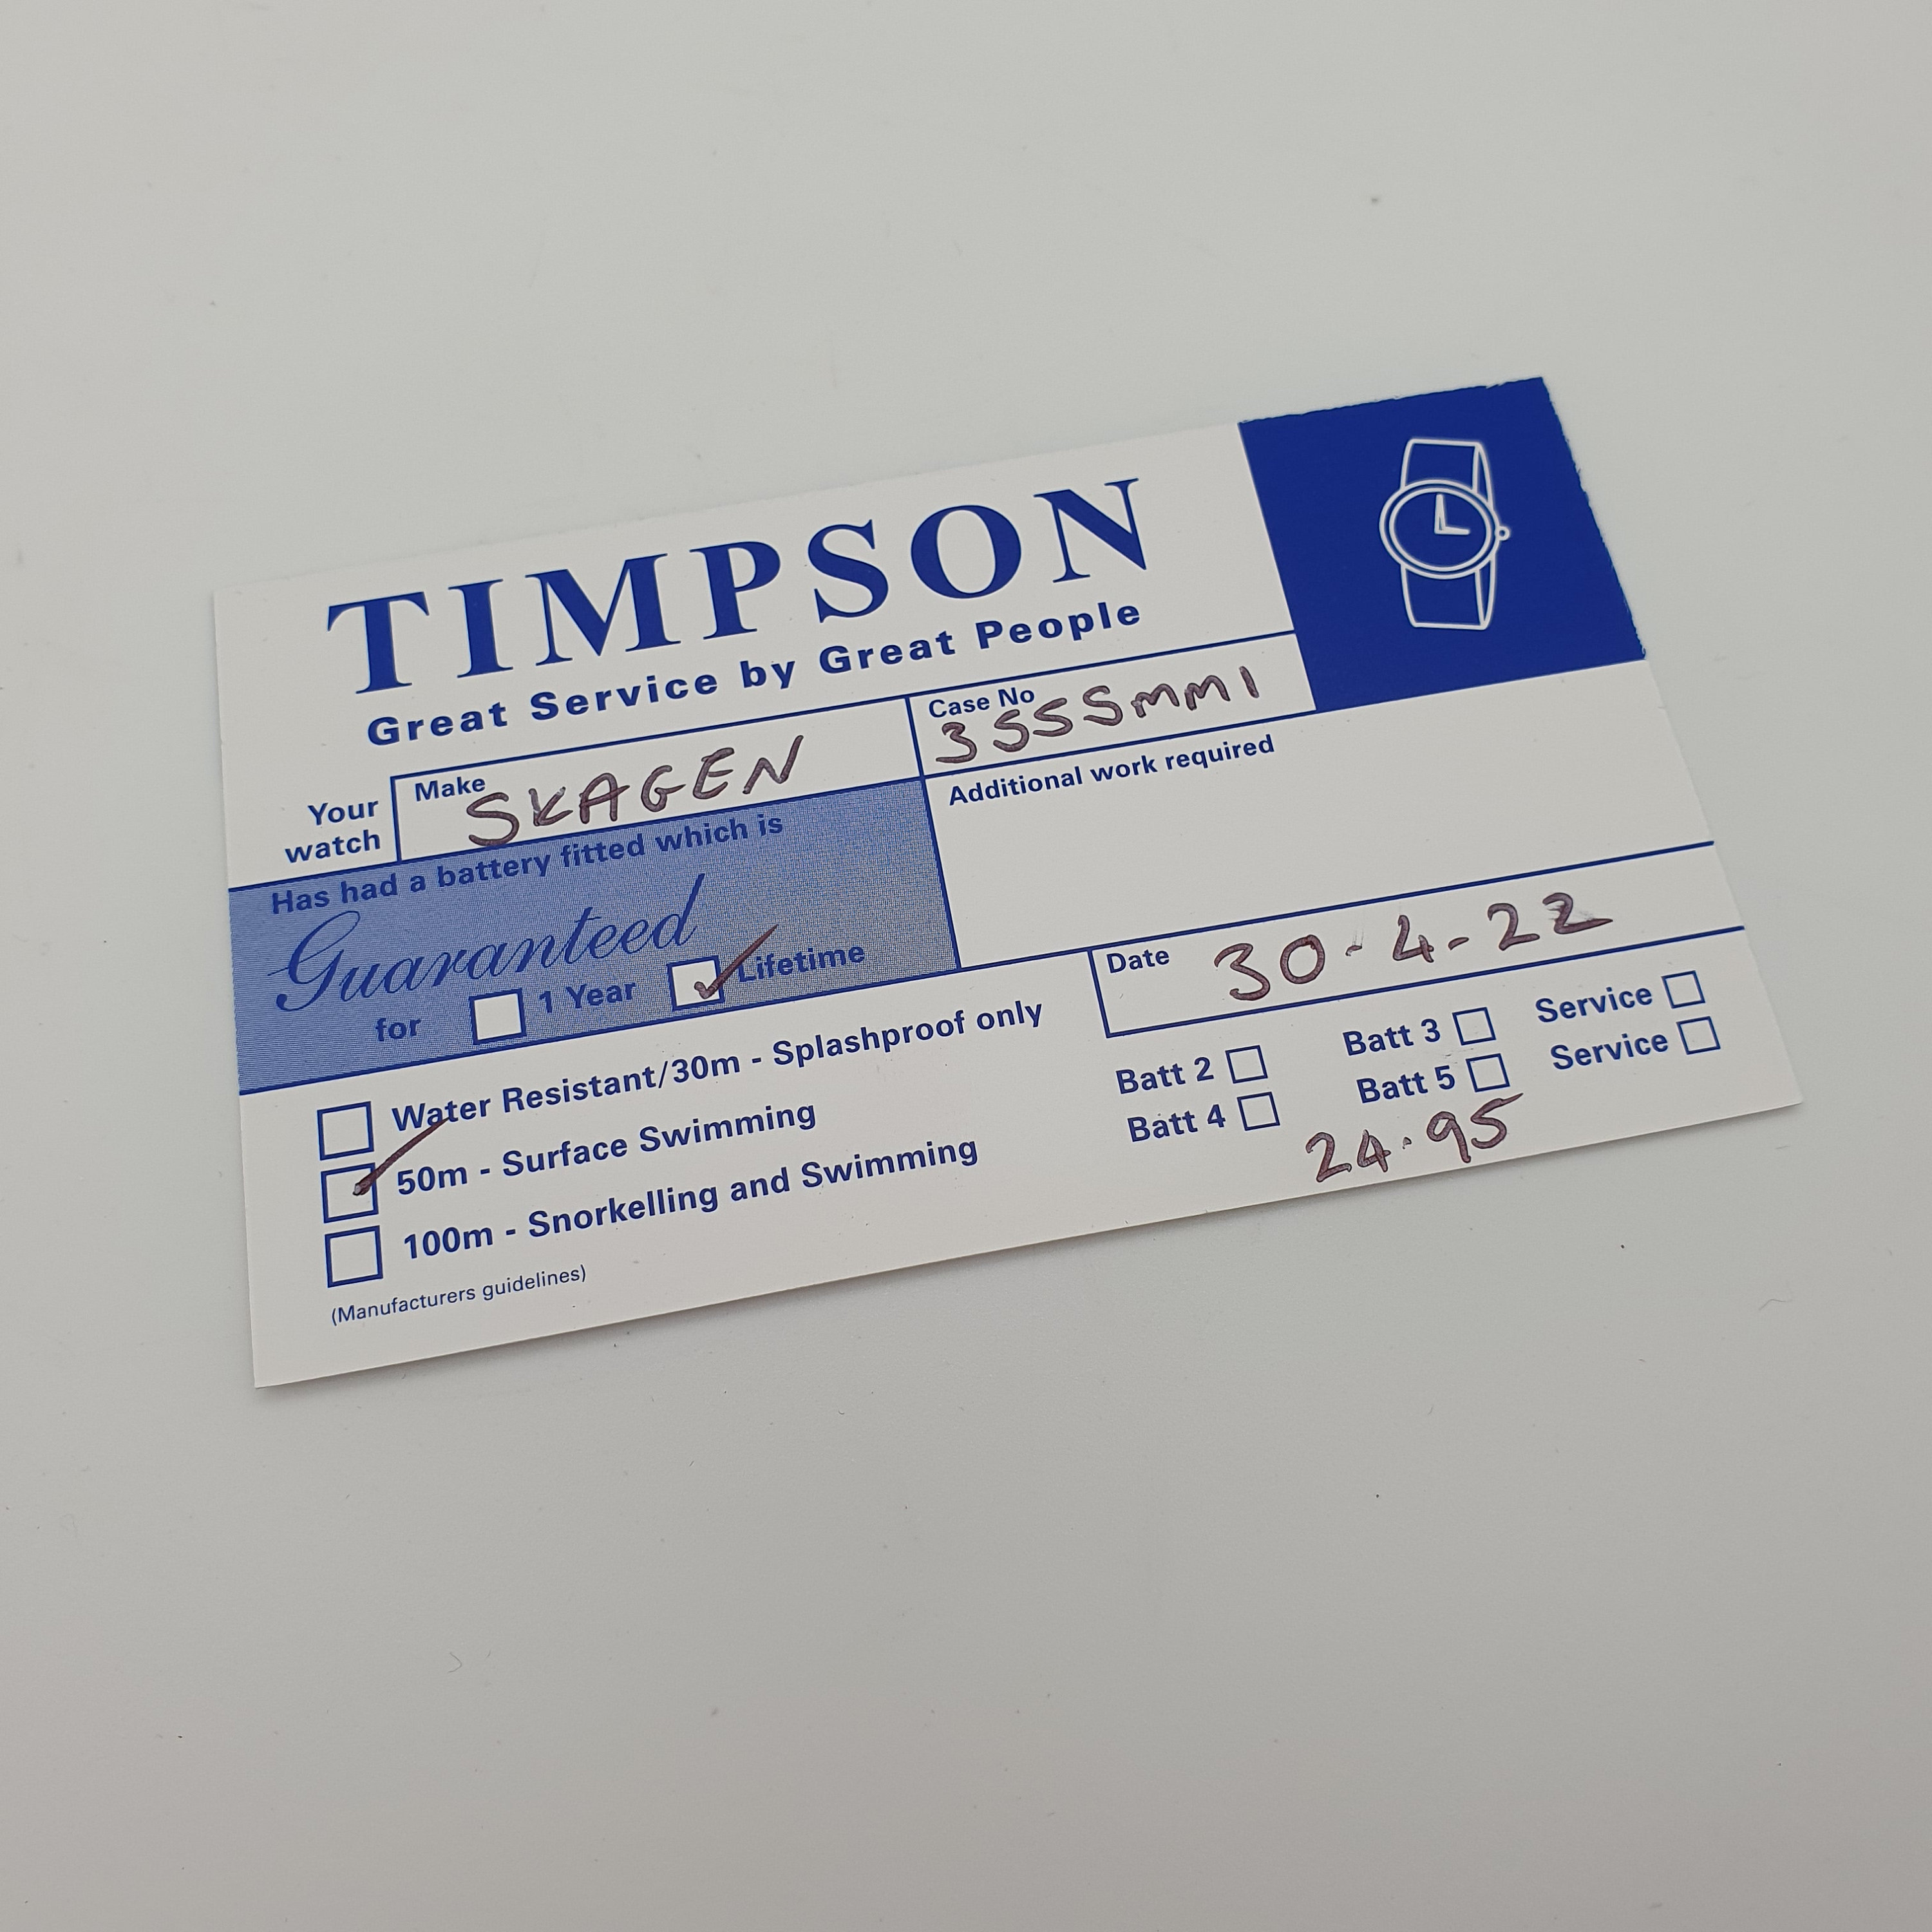 TIMPSON
Great Service by Great People
Your watch
Make
SKAGEN
Case No
355SMM1
Has had a battery fitted which is
Guaranteed
for 1 Year Lifetime
Additional work required
Date 30-4-22
Water Resistant/30m - Splashproof only
50m - Surface Swimming
100m - Snorkelling and Swimming
(Manufacturers guidelines)
Batt 2 Batt 3 Service
Batt 4 Batt 5 Service
24.95